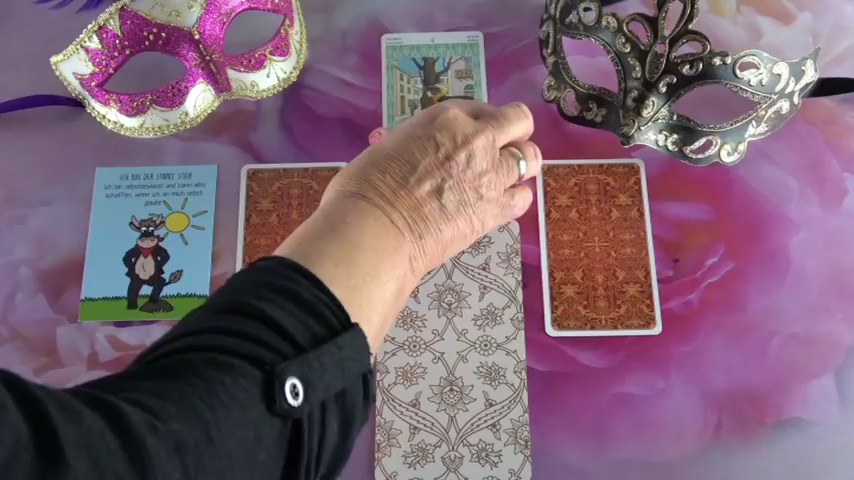 ICH BIN DER STARKE STIER
Ich bin selbstbewusst und kann alles
schaffen, wenn ich an mich selbst
glaube